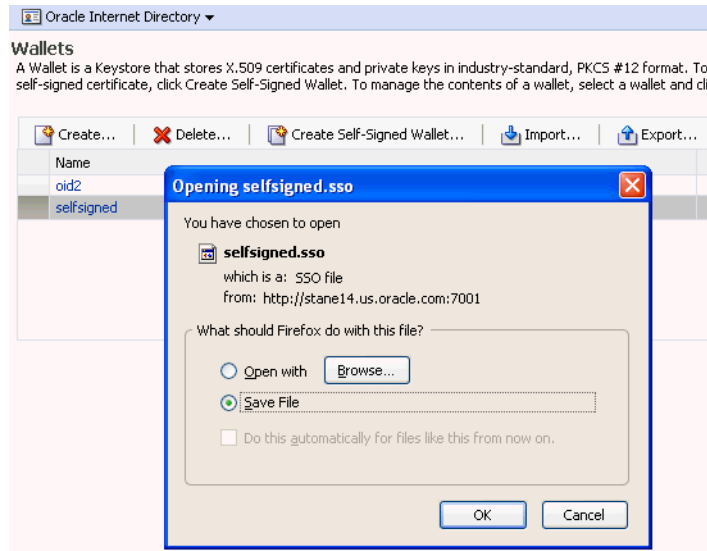 Oracle Internet Directory
Wallets
A Wallet is a Keystore that stores X.509 certificates and private keys in industry-standard, PKCS #12 format. To
self-signed certificate, click Create Self-Signed Wallet. To manage the contents of a wallet, select a wallet and cli
Create... Delete... Create Self-Signed Wallet... Import... Export...
Name
oid2
selfsigned
Opening selfsigned.sso
You have chosen to open
selfsigned.sso
which is a: SSO file
from: http://stane14.us.oracle.com:7001
What should Firefox do with this file?
Open with Browse...
Save File
Do this automatically for files like this from now on.
OK Cancel